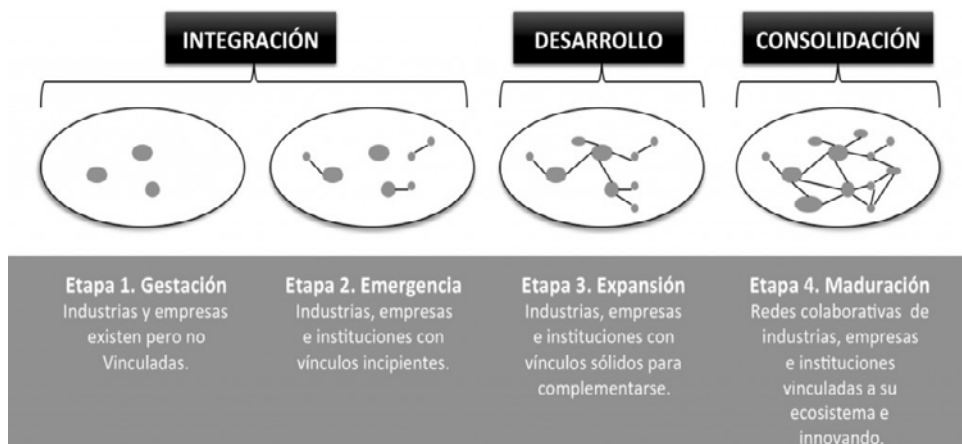 INTEGRACIÓN
DESARROLLO
CONSOLIDACIÓN
Etapa 1. Gestación
Industrias y empresas
existen pero no
Vinculadas.
Etapa 2. Emergencia
Industrias, empresas
e instituciones con
vínculos incipientes.
Etapa 3. Expansión
Industrias, empresas
e instituciones con
vínculos sólidos para
complementarse.
Etapa 4. Maduración
Redes colaborativas de
industrias, empresas
e instituciones
vinculadas a su
ecosistema e
innovando.